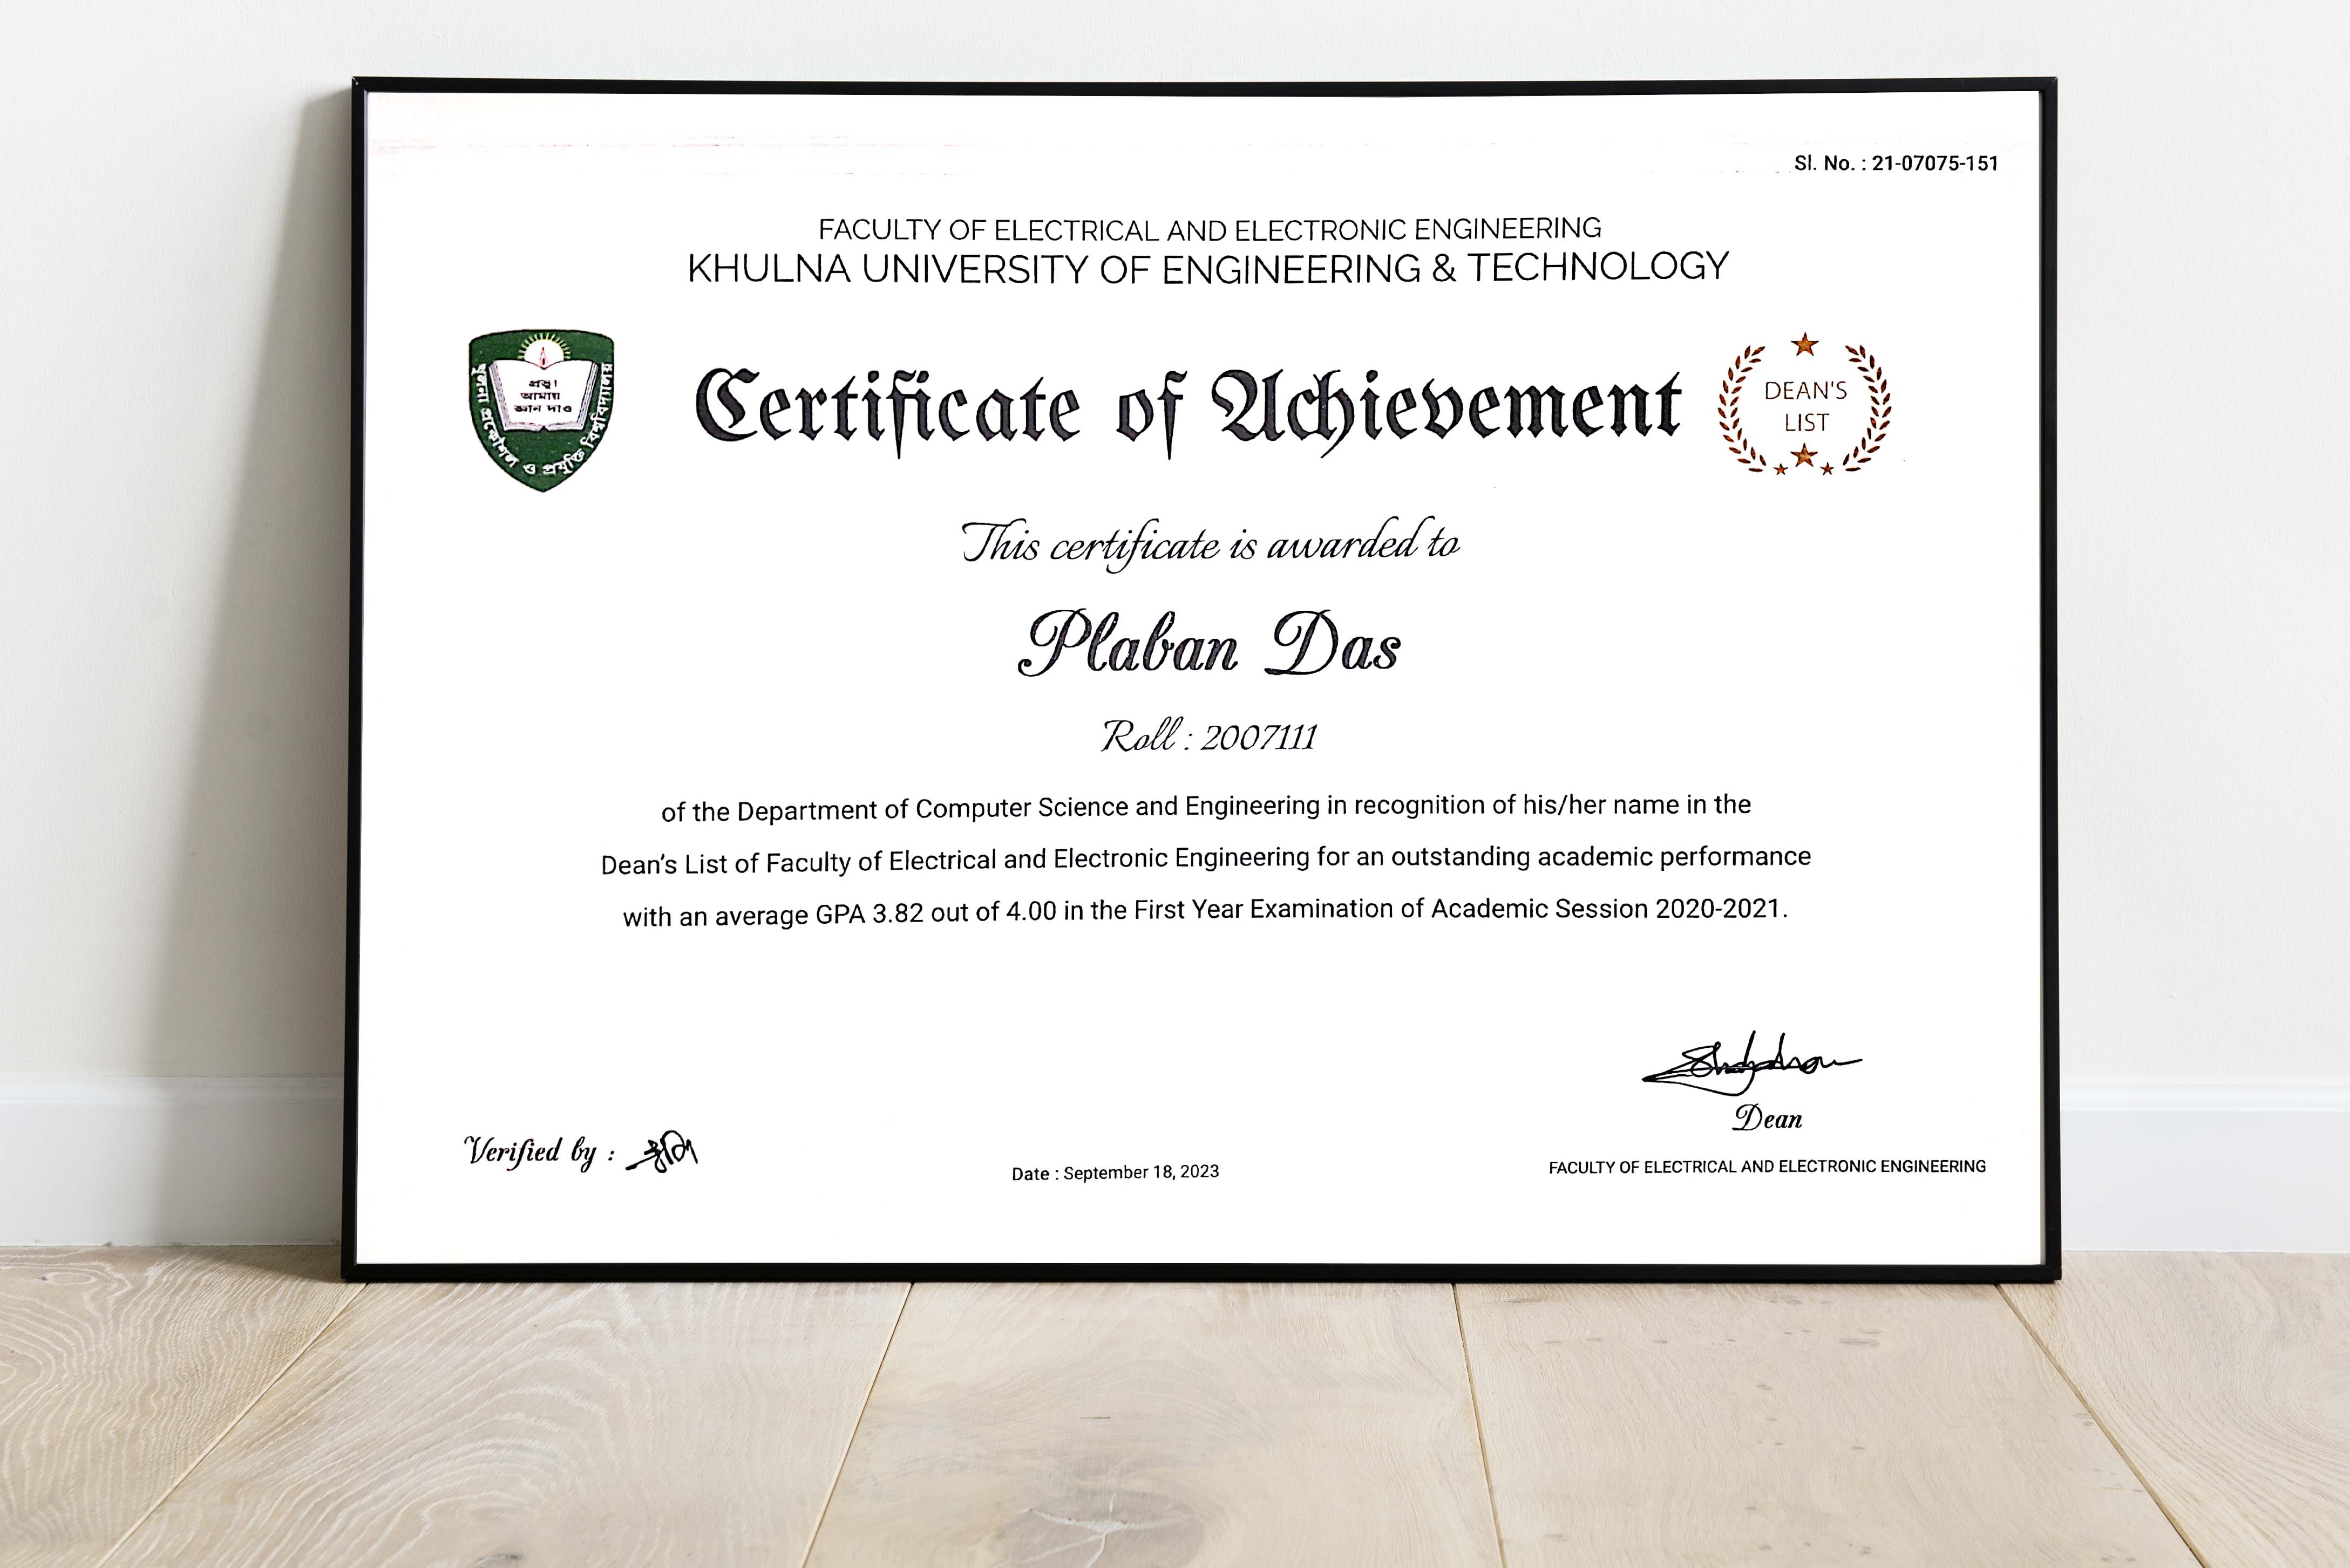 Sl. No. : 21-07075-151
FACULTY OF ELECTRICAL AND ELECTRONIC ENGINEERING
KHULNA UNIVERSITY OF ENGINEERING & TECHNOLOGY
প্রভু!
আমায়
জ্ঞান দাও
খুলনা প্রকৌশল ও প্রযুক্তি বিশ্ববিদ্যালয়
Certificate of Achievement
DEAN'S
LIST
This certificate is awarded to
Plaban Das
Roll : 2007111
of the Department of Computer Science and Engineering in recognition of his/her name in the
Dean's List of Faculty of Electrical and Electronic Engineering for an outstanding academic performance
with an average GPA 3.82 out of 4.00 in the First Year Examination of Academic Session 2020-2021.
Dean
FACULTY OF ELECTRICAL AND ELECTRONIC ENGINEERING
Verified by :
Date : September 18, 2023